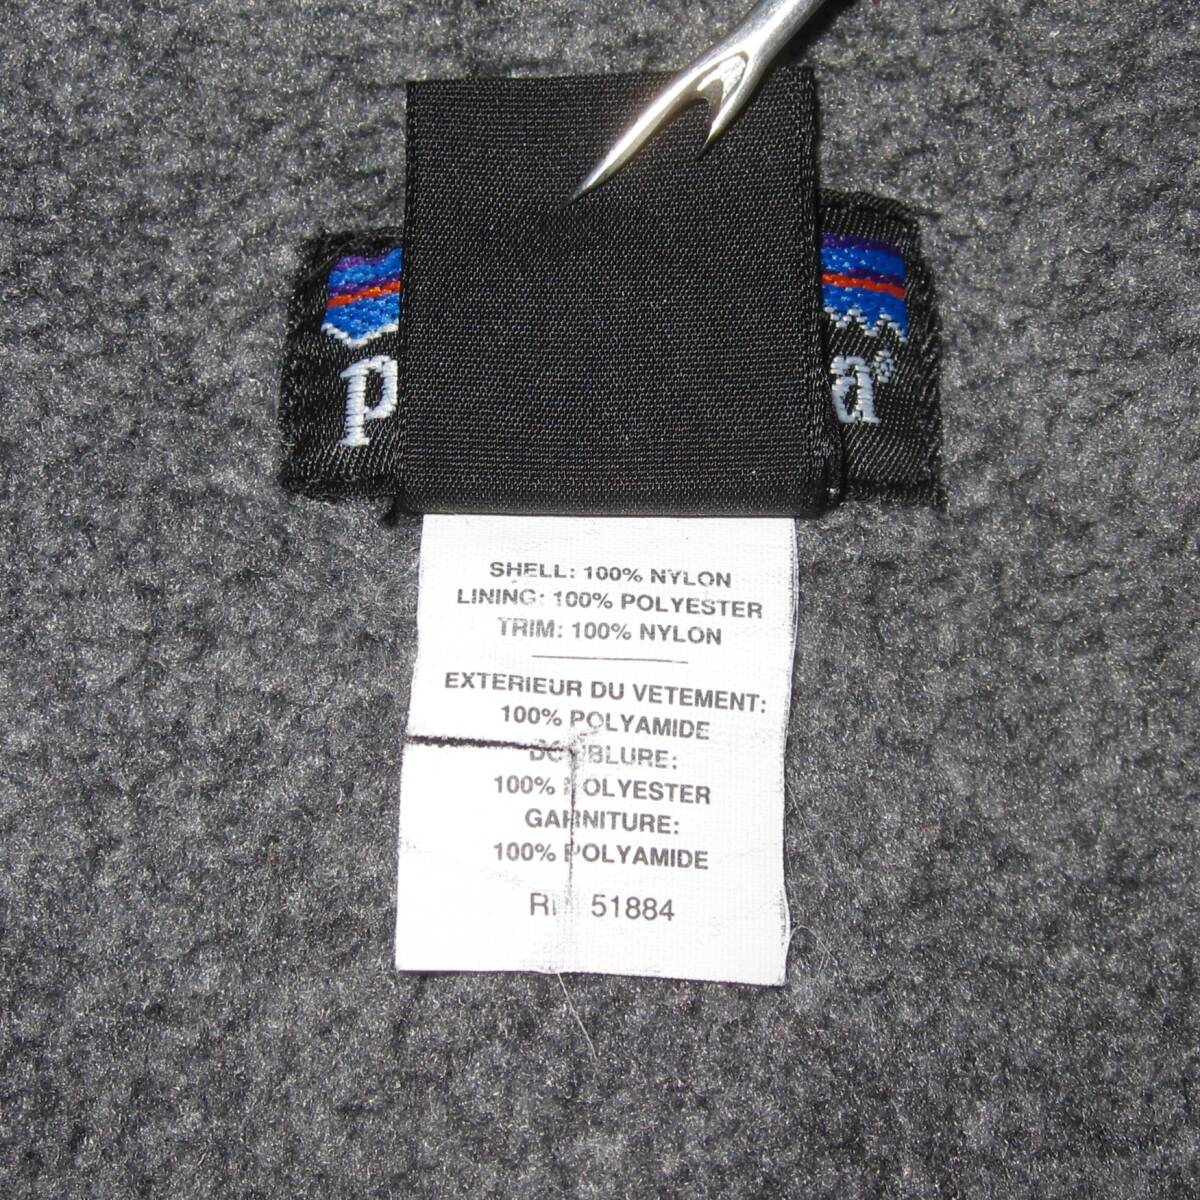 p a®
SHELL: 100% NYLON
LINING: 100% POLYESTER
TRIM: 100% NYLON
EXTERIEUR DU VETEMENT:
100% POLYAMIDE
DOUBLURE:
100% POLYESTER
GARNITURE:
100% POLYAMIDE
51884